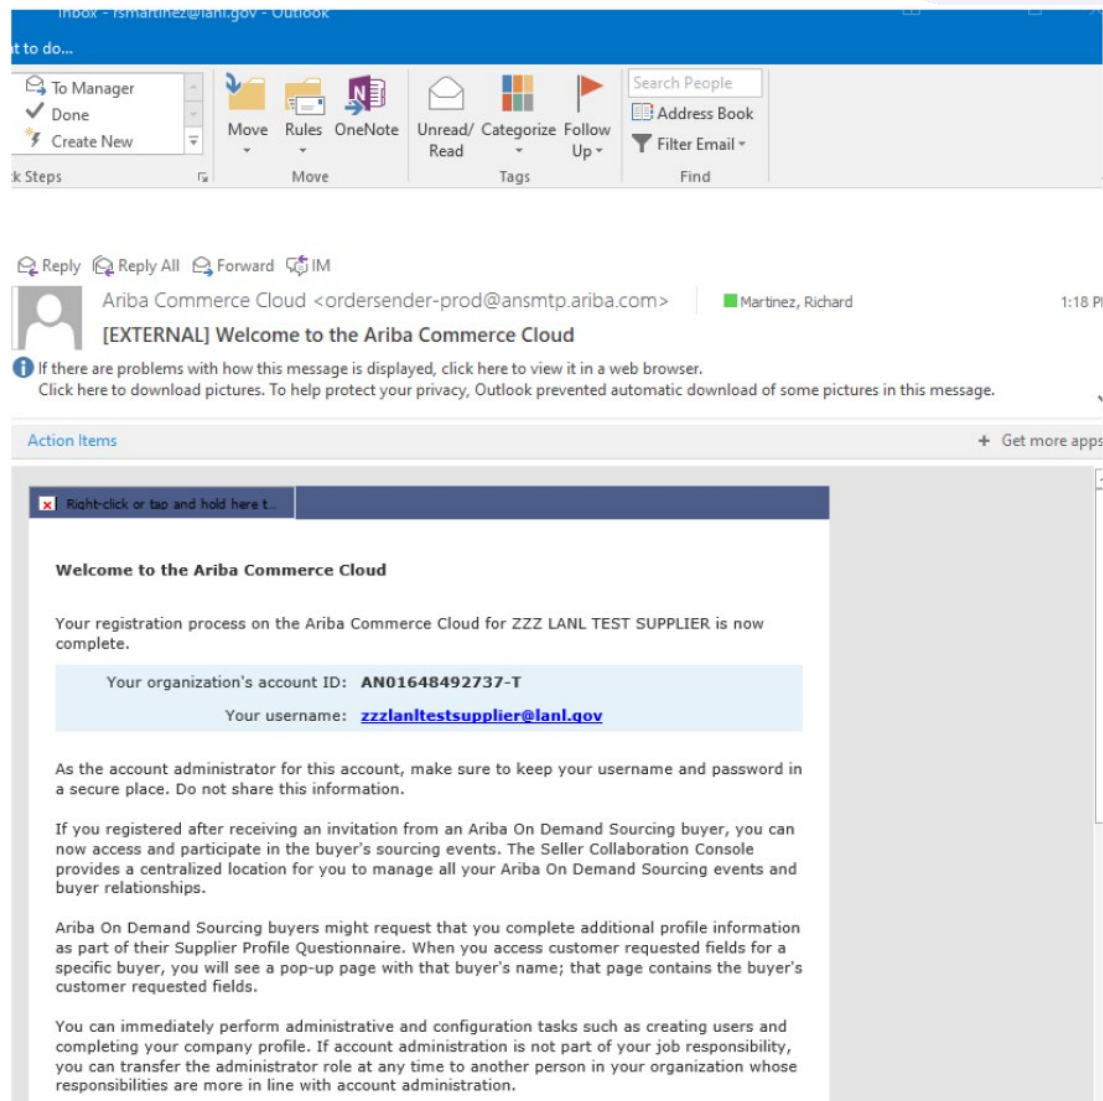 Inbox - rsmartinez@lanl.gov - Outlook
t to do...
To Manager
Done
Create New
Move
Rules
OneNote
Unread/
Read
Categorize
Follow
Up
Search People
Address Book
Filter Email
k Steps
Move
Tags
Find
Reply Reply All Forward IM
Ariba Commerce Cloud <ordersender-prod@ansmtp.ariba.com>
Martinez, Richard
1:18 P
[EXTERNAL] Welcome to the Ariba Commerce Cloud
If there are problems with how this message is displayed, click here to view it in a web browser.
Click here to download pictures. To help protect your privacy, Outlook prevented automatic download of some pictures in this message.
Action Items
+ Get more apps
Right-click or tap and hold here t...
Welcome to the Ariba Commerce Cloud
Your registration process on the Ariba Commerce Cloud for ZZZ LANL TEST SUPPLIER is now
complete.
Your organization's account ID: AN01648492737-T
Your username: zzzlanltestsupplier@lanl.gov
As the account administrator for this account, make sure to keep your username and password in
a secure place. Do not share this information.
If you registered after receiving an invitation from an Ariba On Demand Sourcing buyer, you can
now access and participate in the buyer's sourcing events. The Seller Collaboration Console
provides a centralized location for you to manage all your Ariba On Demand Sourcing events and
buyer relationships.
Ariba On Demand Sourcing buyers might request that you complete additional profile information
as part of their Supplier Profile Questionnaire. When you access customer requested fields for a
specific buyer, you will see a pop-up page with that buyer's name; that page contains the buyer's
customer requested fields.
You can immediately perform administrative and configuration tasks such as creating users and
completing your company profile. If account administration is not part of your job responsibility,
you can transfer the administrator role at any time to another person in your organization whose
responsibilities are more in line with account administration.